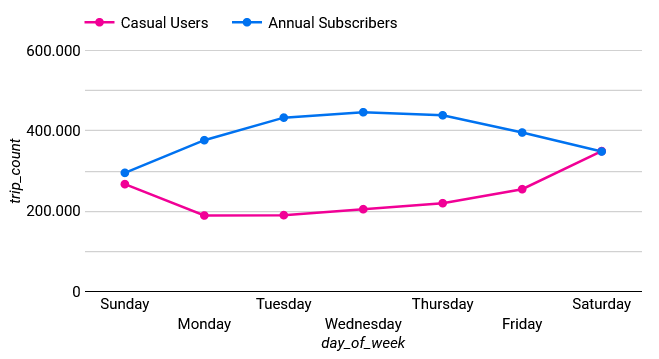 Casual Users Annual Subscribers
600.000
400.000
200.000
0
trip_count
Sunday Tuesday Thursday Saturday
Monday Wednesday Friday
day_of_week